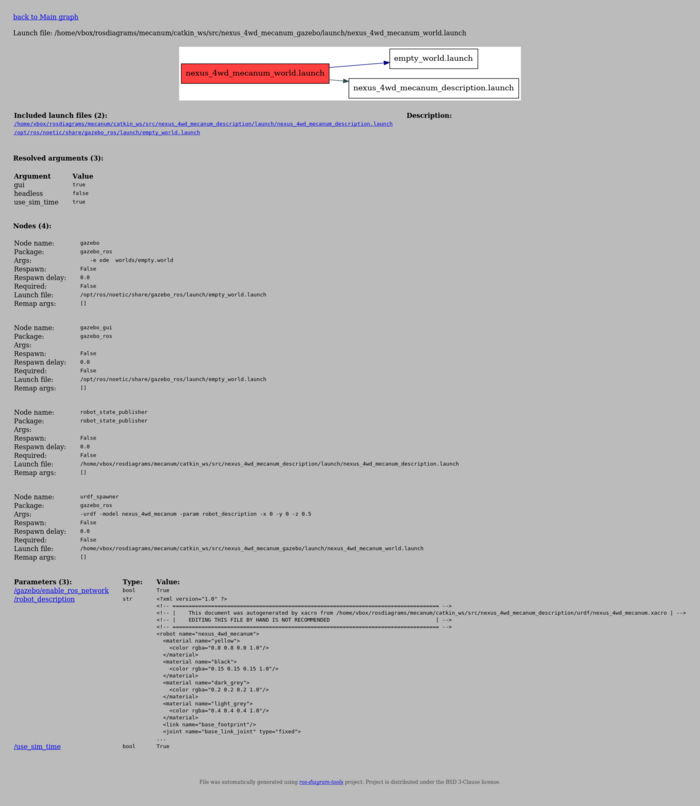 back to Main graph
Launch file: /home/vbox/rosdiagrams/mecanum/catkin_ws/src/nexus_4wd_mecanum_gazebo/launch/nexus_4wd_mecanum_world.launch
empty_world.launch
nexus_4wd_mecanum_world.launch
nexus_4wd_mecanum_description.launch
Included launch files (2): Description:
/home/vbox/rosdiagrams/mecanum/catkin_ws/src/nexus_4wd_mecanum_description/launch/nexus_4wd_mecanum_description.launch
/opt/ros/noetic/share/gazebo_ros/launch/empty_world.launch
Resolved arguments (3):
Argument Value
gui true
headless false
use_sim_time true
Nodes (4):
Node name: gazebo
Package: gazebo_ros
Args: -e ode worlds/empty.world
Respawn: False
Respawn delay: 0.0
Required: False
Launch file: /opt/ros/noetic/share/gazebo_ros/launch/empty_world.launch
Remap args: []
Node name: gazebo_gui
Package: gazebo_ros
Args:
Respawn: False
Respawn delay: 0.0
Required: False
Launch file: /opt/ros/noetic/share/gazebo_ros/launch/empty_world.launch
Remap args: []
Node name: robot_state_publisher
Package: robot_state_publisher
Args:
Respawn: False
Respawn delay: 0.0
Required: False
Launch file: /home/vbox/rosdiagrams/mecanum/catkin_ws/src/nexus_4wd_mecanum_description/launch/nexus_4wd_mecanum_description.launch
Remap args: []
Node name: urdf_spawner
Package: gazebo_ros
Args: -urdf -model nexus_4wd_mecanum -param robot_description -x 0 -y 0 -z 0.5
Respawn: False
Respawn delay: 0.0
Required: False
Launch file: /home/vbox/rosdiagrams/mecanum/catkin_ws/src/nexus_4wd_mecanum_gazebo/launch/nexus_4wd_mecanum_world.launch
Remap args: []
Parameters (3): Type: Value:
/gazebo/enable_ros_network bool True
/robot_description str <?xml version="1.0" ?>
<!-- =================================================================================== -->
<!-- | This document was autogenerated by xacro from /home/vbox/rosdiagrams/mecanum/catkin_ws/src/nexus_4wd_mecanum_description/urdf/nexus_4wd_mecanum.xacro | -->
<!-- | EDITING THIS FILE BY HAND IS NOT RECOMMENDED | -->
<!-- =================================================================================== -->
<robot name="nexus_4wd_mecanum">
<material name="yellow">
<color rgba="0.8 0.8 0.0 1.0"/>
</material>
<material name="black">
<color rgba="0.15 0.15 0.15 1.0"/>
</material>
<material name="dark_grey">
<color rgba="0.2 0.2 0.2 1.0"/>
</material>
<material name="light_grey">
<color rgba="0.4 0.4 0.4 1.0"/>
</material>
<link name="base_footprint"/>
<joint name="base_link_joint" type="fixed">
...
/use_sim_time bool True
File was automatically generated using ros-diagram-tools project. Project is distributed under the BSD 3-Clause license.